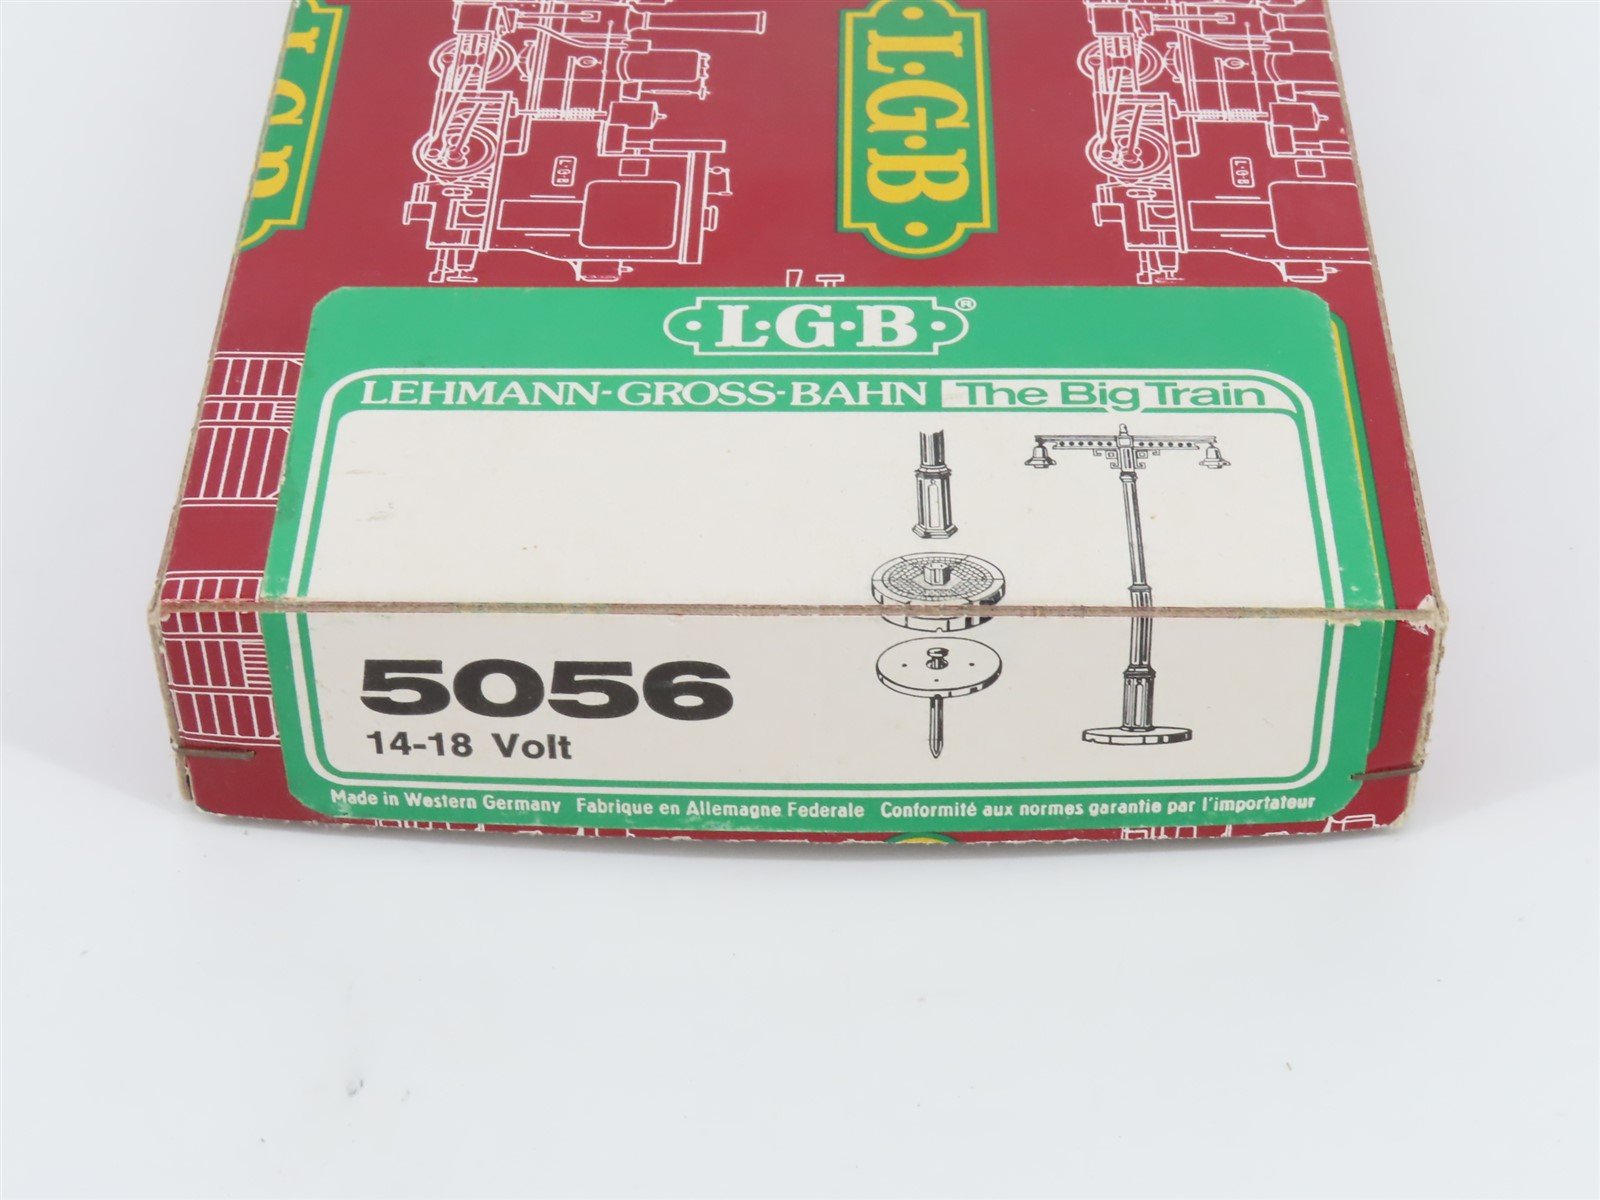 L·G·B
L·G·B
L·G·B
L·G·B
L·G·B®
LEHMANN-GROSS-BAHN The Big Train
5056
14-18 Volt
Made in Western Germany Fabrique en Allemagne Federale Conformité aux normes garantie par l'importateur